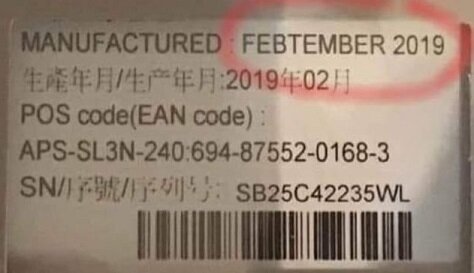 MANUFACTURED : FEBTEMBER 2019
生產年月/生产年月:2019年02月
POS code(EAN code) :
APS-SL3N-240:694-87552-0168-3
SN/序號/序列号: SB25C42235WL